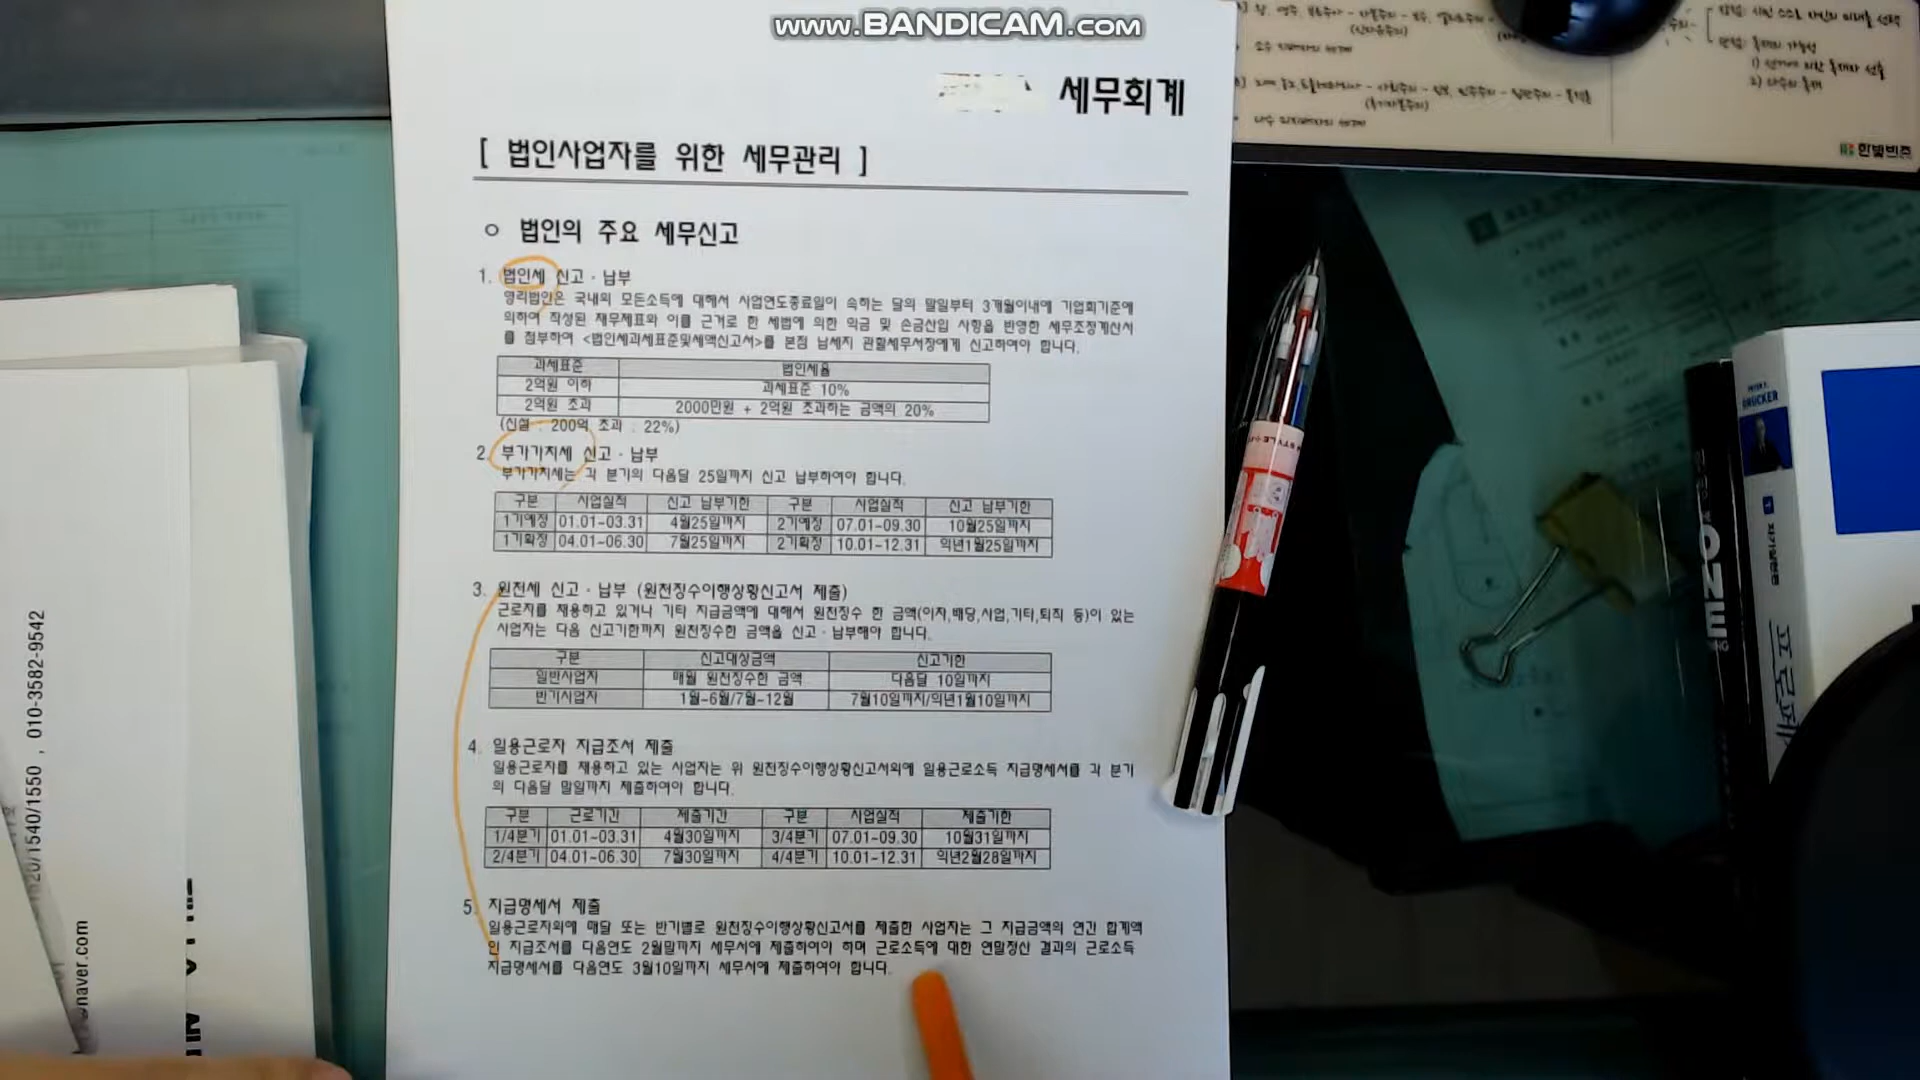 www.BANDICAM.com
세무회계
[ 법인사업자를 위한 세무관리 ]
○ 법인의 주요 세무신고
1. 법인세 신고·납부
영리법인은 국내외 모든소득에 대해서 사업연도종료일이 속하는 달의 말일부터 3개월이내에 기업회기준에
의하여 작성된 재무제표와 이를 근거로 한 세법에 의한 익금 및 손금산입 사항을 반영한 세무조정계산서
를 첨부하여 <법인세과세표준및세액신고서>를 본점 납세지 관할세무서장에게 신고하여야 합니다.
과세표준 법인세율
2억원 이하 과세표준 10%
2억원 초과 2000만원 + 2억원 초과하는 금액의 20%
(신설 : 200억 초과 : 22%)
2. 부가가치세 신고·납부
부가가치세는 각 분기의 다음달 25일까지 신고 납부하여야 합니다.
구분 사업실적 신고 납부기한 구분 사업실적 신고 납부기한
1기예정 01.01-03.31 4월25일까지 2기예정 07.01-09.30 10월25일까지
1기확정 04.01-06.30 7월25일까지 2기확정 10.01-12.31 익년1월25일까지
3. 원천세 신고·납부 (원천징수이행상황신고서 제출)
근로자를 채용하고 있거나 기타 지급금액에 대해서 원천징수 한 금액(이자,배당,사업,기타,퇴직 등)이 있는
사업자는 다음 신고기한까지 원천징수한 금액을 신고·납부해야 합니다.
구분 신고대상금액 신고기한
일반사업자 매월 원천징수한 금액 다음달 10일까지
반기사업자 1월-6월/7월-12월 7월10일까지/익년1월10일까지
4. 일용근로자 지급조서 제출
일용근로자를 채용하고 있는 사업자는 위 원천징수이행상황신고서외에 일용근로소득 지급명세서를 각 분기
의 다음달 말일까지 제출하여야 합니다.
구분 근로기간 제출기간 구분 사업실적 제출기한
1/4분기 01.01-03.31 4월30일까지 3/4분기 07.01-09.30 10월31일까지
2/4분기 04.01-06.30 7월30일까지 4/4분기 10.01-12.31 익년2월28일까지
5. 지급명세서 제출
일용근로자외에 매달 또는 반기별로 원천징수이행상황신고서를 제출한 사업자는 그 지급금액의 연간 합계액
인 지급조서를 다음연도 2월말까지 세무서에 제출하여야 하며 근로소득에 대한 연말정산 결과의 근로소득
지급명세서를 다음연도 3월10일까지 세무서에 제출하여야 합니다.
1540/1550 , 010-3582-9542
naver.com
1) 선거에 의한 독재자 선출
2) 다수의 독재
한빛비즈
PETER F.
DRUCKER
자기실현편
프로페